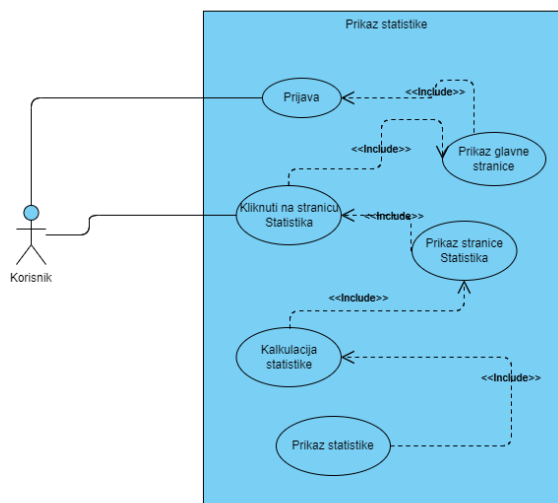 Prikaz statistike
<<Include>>
Prijava
<<Include>>
Prikaz glavne
stranice
Kliknuti na stranicu
Statistika
<<Include>>
Prikaz stranice
Statistika
Korisnik
<<Include>>
Kalkulacija
statistike
<<Include>>
Prikaz statistike